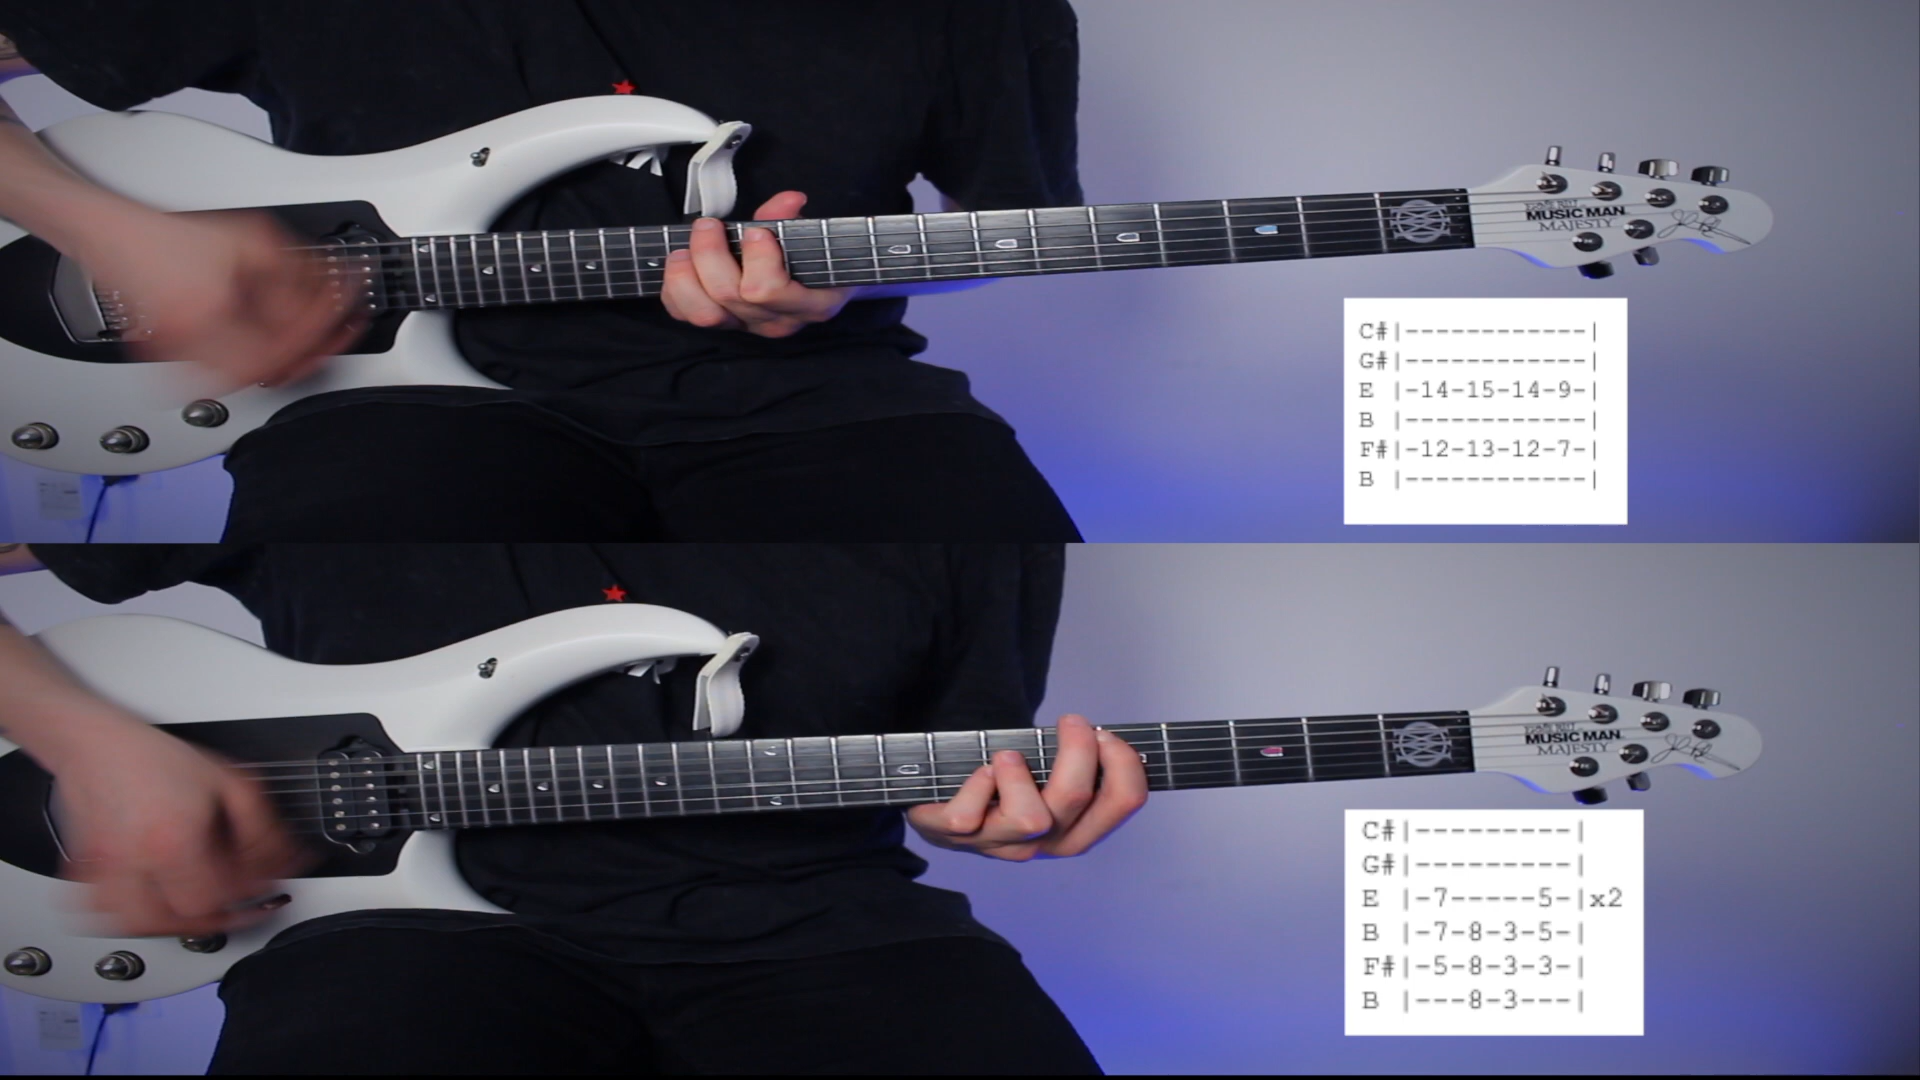 MUSIC MAN
MAJESTY
C#|------------|
G#|------------|
E |-14-15-14-9-|
B |------------|
F#|-12-13-12-7-|
B |------------|
MUSIC MAN
MAJESTY
C#|---------|
G#|---------|
E |-7-----5-|x2
B |-7-8-3-5-|
F#|-5-8-3-3-|
B |---8-3---|